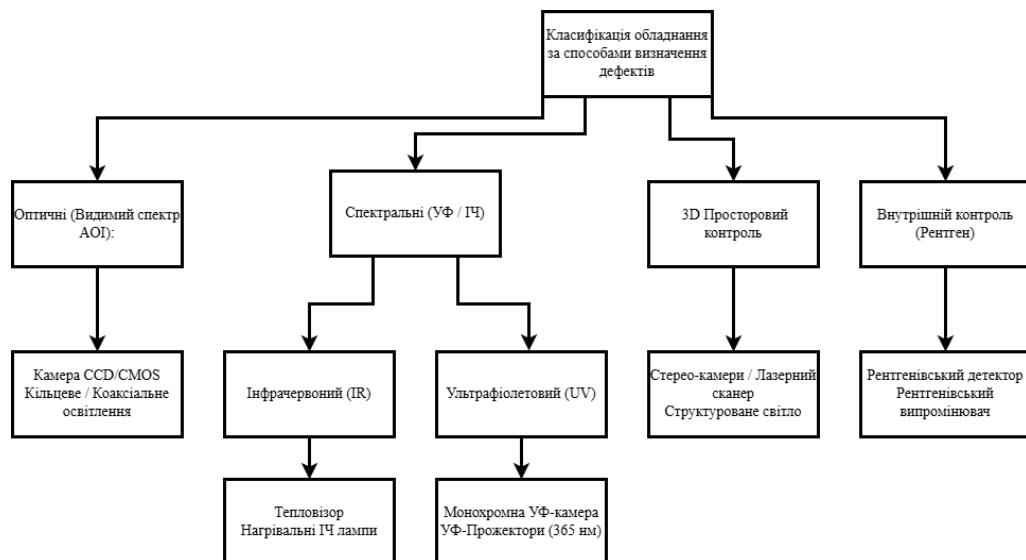 Класифікація обладнання
за способами визначення
дефектів
Оптичні (Видимий спектр
AOI):
Спектральні (УФ / ІЧ)
3D Просторовий
контроль
Внутрішній контроль
(Рентген)
Камера CCD/CMOS
Кільцеве / Коаксіальне
освітлення
Інфрачервоний (IR)
Ультрафіолетовий (UV)
Стерео-камери / Лазерний
сканер
Структуроване світло
Рентгенівський детектор
Рентгенівський
випромінювач
Тепловізор
Нагрівальні ІЧ лампи
Монохромна УФ-камера
УФ-Прожектори (365 нм)